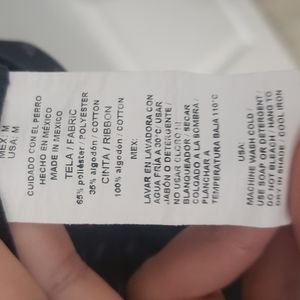 MEX: M
USA: M
CUIDADO CON EL PERRO
HECHO EN MÉXICO
MADE IN MEXICO
TELA / FABRIC
65% poliéster / POLYESTER
35% algodón / COTTON
CINTA / RIBBON
100% algodón / COTTON
MEX:
LAVAR EN LAVADORA CON
AGUA FRIA A 30°C/ USAR
JABÓN O DETERGENTE /
NO USAR CLORO NI
BLANQUEADOR / SECAR
COLGADO A LA SOMBRA /
PLANCHAR A
TEMPERATURA BAJA 110°C
USA:
MACHINE WASH COLD /
USE SOAP OR DETERGENT /
DO NOT BLEACH / HANG TO
DRY IN SHADE / COOL IRON